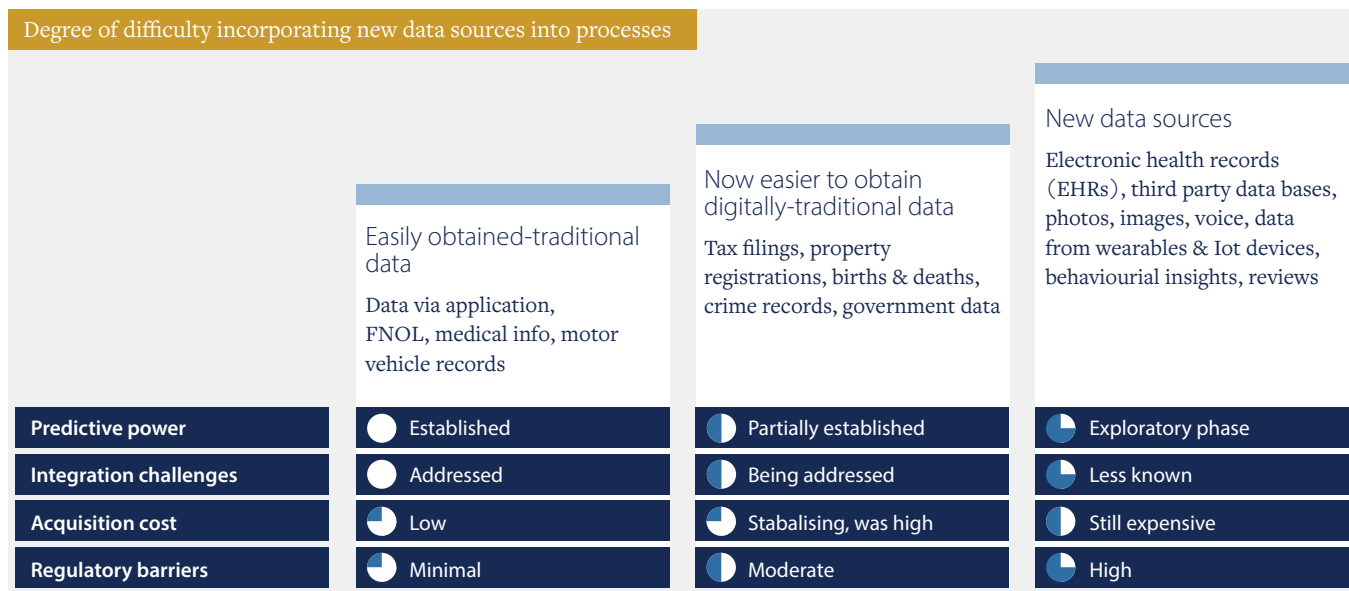 Degree of difficulty incorporating new data sources into processes
Easily obtained-traditional
data
Data via application,
FNOL, medical info, motor
vehicle records
Now easier to obtain
digitally-traditional data
Tax filings, property
registrations, births & deaths,
crime records, government data
New data sources
Electronic health records
(EHRs), third party data bases,
photos, images, voice, data
from wearables & Iot devices,
behaviourial insights, reviews
Predictive power
Established
Partially established
Exploratory phase
Integration challenges
Addressed
Being addressed
Less known
Acquisition cost
Low
Stabalising, was high
Still expensive
Regulatory barriers
Minimal
Moderate
High